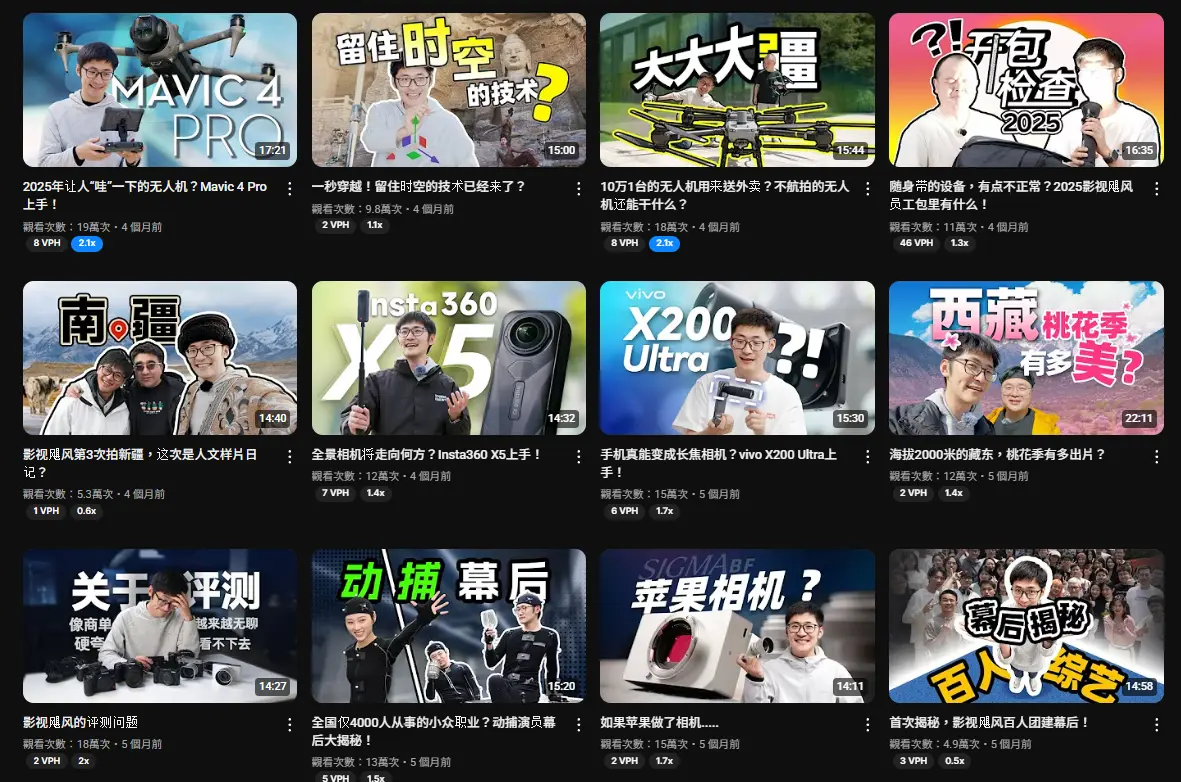 MAVIC 4
PRO
17:21
2025年让人“哇”一下的无人机？Mavic 4 Pro
上手！
觀看次數：19萬次・4 個月前
8 VPH
2.1x
留住时空
的技术?
15:00
一秒穿越！留住时空的技术已经来了？
觀看次數：9.8萬次・4 個月前
2 VPH
1.1x
大大大疆
15:44
10万1台的无人机用来送外卖？不航拍的无人
机还能干什么？
觀看次數：18萬次・4 個月前
8 VPH
2.1x
?!开包
检查
2025
16:35
随身带的设备，有点不正常？2025影视飓风
员工包里有什么！
觀看次數：11萬次・4 個月前
46 VPH
1.3x
南疆
14:40
影视飓风第3次拍新疆，这次是人文样片日
记？
觀看次數：5.3萬次・4 個月前
1 VPH
0.6x
Insta360
X5
14:32
全景相机将走向何方？Insta360 X5上手！
觀看次數：12萬次・4 個月前
7 VPH
1.4x
vivo
X200
Ultra
?!
15:30
手机真能变成长焦相机？vivo X200 Ultra上
手！
觀看次數：15萬次・5 個月前
6 VPH
1.7x
西藏桃花季
有多美?
22:11
海拔2000米的藏东，桃花季有多出片？
觀看次數：12萬次・5 個月前
2 VPH
1.4x
关于评测
像商单 越来越无聊
硬夸 看不下去
14:27
影视飓风的评测问题
觀看次數：18萬次・5 個月前
2 VPH
2x
动捕幕后
15:20
全国仅4000人从事的小众职业？动捕演员幕
后大揭秘！
觀看次數：13萬次・5 個月前
5 VPH
1.5x
SIGMA BF
苹果相机？
14:11
如果苹果做了相机.....
觀看次數：15萬次・5 個月前
2 VPH
1.7x
幕后揭秘
百人综艺
14:58
首次揭秘，影视飓风百人团建幕后！
觀看次數：4.9萬次・5 個月前
3 VPH
0.5x